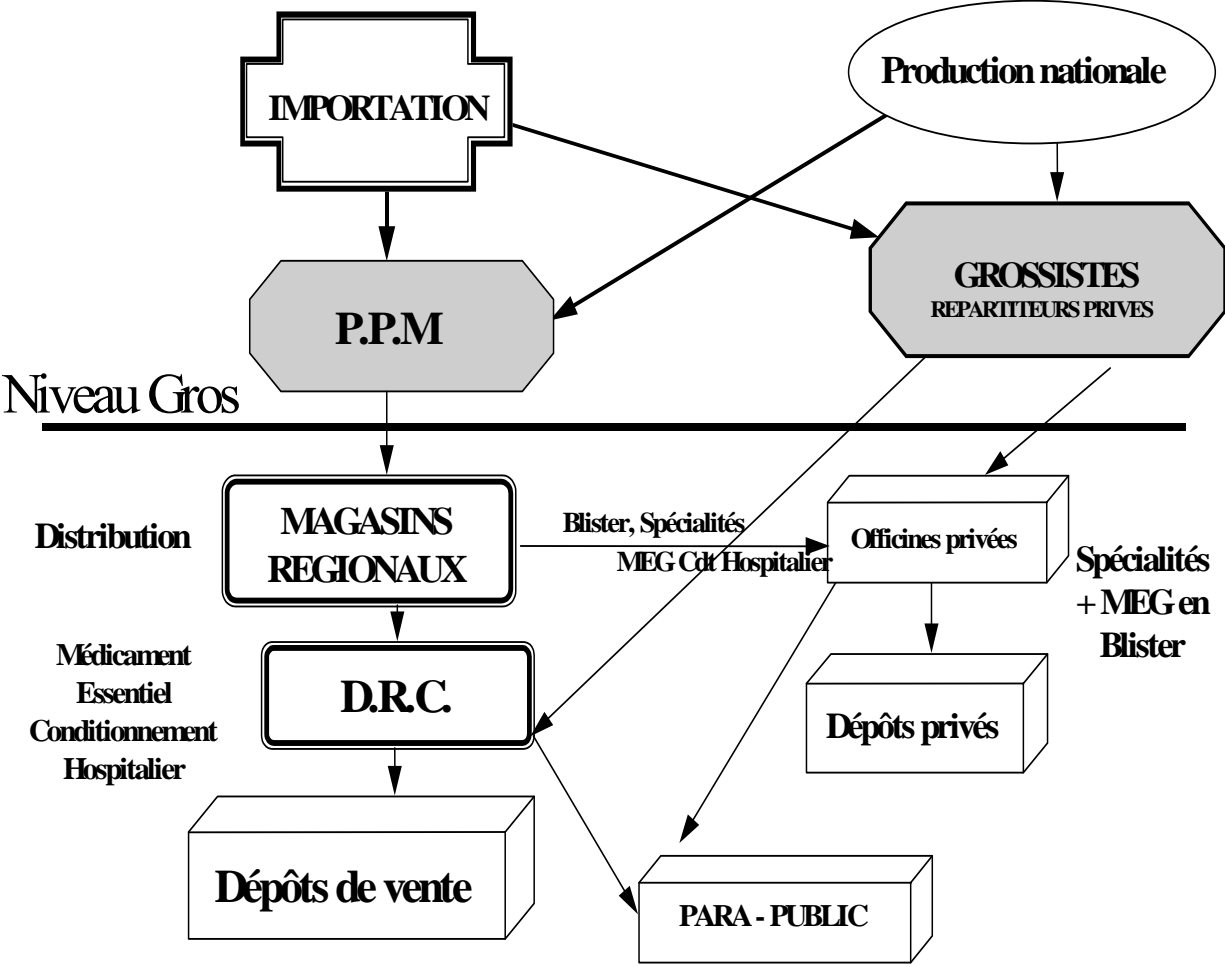 IMPORTATION
Production nationale
GROSSISTES
REPARTITEURS PRIVES
P.P.M
Niveau Gros
Distribution
MAGASINS
REGIONAUX
Blister, Spécialités
MEG Cdt Hospitalier
Officines privées
Spécialités
+ MEG en
Blister
Médicament
Essentiel
Conditionnement
Hospitalier
D.R.C.
Dépôts privés
Dépôts de vente
PARA - PUBLIC